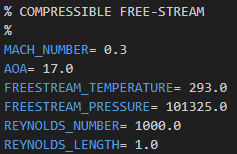 % COMPRESSIBLE FREE-STREAM
%
MACH_NUMBER= 0.3
AOA= 17.0
FREESTREAM_TEMPERATURE= 293.0
FREESTREAM_PRESSURE= 101325.0
REYNOLDS_NUMBER= 1000.0
REYNOLDS_LENGTH= 1.0